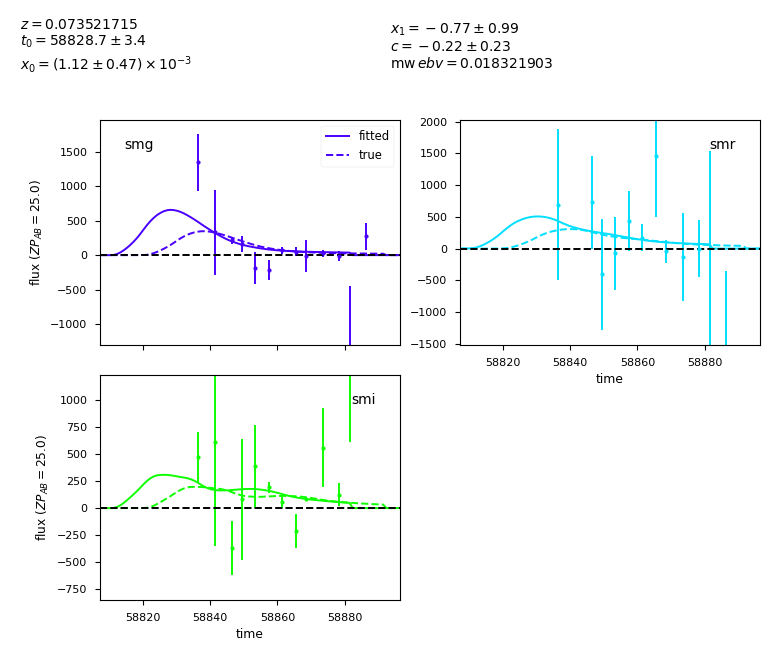 z = 0.073521715
t₀ = 58828.7 ± 3.4
x₀ = (1.12 ± 0.47) × 10⁻³
x₁ = −0.77 ± 0.99
c = −0.22 ± 0.23
mw ebv = 0.018321903
smg
fitted
true
1500
1000
500
0
−500
−1000
flux (ZP_AB = 25.0)
smr
2000
1500
1000
500
0
−500
−1000
−1500
58820 58840 58860 58880
time
smi
1000
750
500
250
0
−250
−500
−750
flux (ZP_AB = 25.0)
58820 58840 58860 58880
time